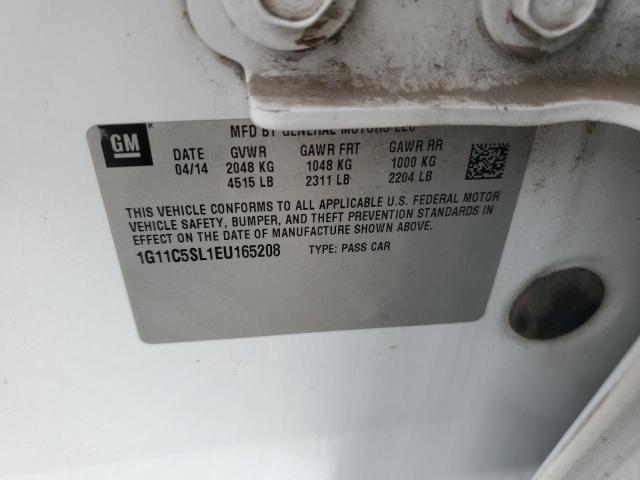 GM
MFD BY GENERAL MOTORS LLC
DATE GVWR GAWR FRT GAWR RR
04/14 2048 KG 1048 KG 1000 KG
4515 LB 2311 LB 2204 LB
THIS VEHICLE CONFORMS TO ALL APPLICABLE U.S. FEDERAL MOTOR
VEHICLE SAFETY, BUMPER, AND THEFT PREVENTION STANDARDS IN
EFFECT ON THE DATE OF MANUFACTURE SHOWN ABOVE.
1G11C5SL1EU165208 TYPE: PASS CAR